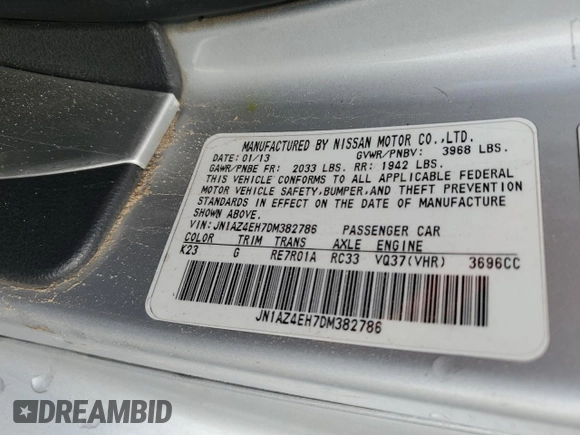 MANUFACTURED BY NISSAN MOTOR CO.,LTD.
DATE: 01/13 GVWR/PNBV: 3968 LBS.
GAWR/PNBE FR: 2033 LBS. RR: 1942 LBS.
THIS VEHICLE CONFORMS TO ALL APPLICABLE FEDERAL
MOTOR VEHICLE SAFETY, BUMPER, AND THEFT PREVENTION
STANDARDS IN EFFECT ON THE DATE OF MANUFACTURE
SHOWN ABOVE.
VIN: JN1AZ4EH7DM382786 PASSENGER CAR
COLOR TRIM TRANS AXLE ENGINE
K23 G RE7R01A RC33 VQ37(VHR) 3696CC
JN1AZ4EH7DM382786
DREAMBID